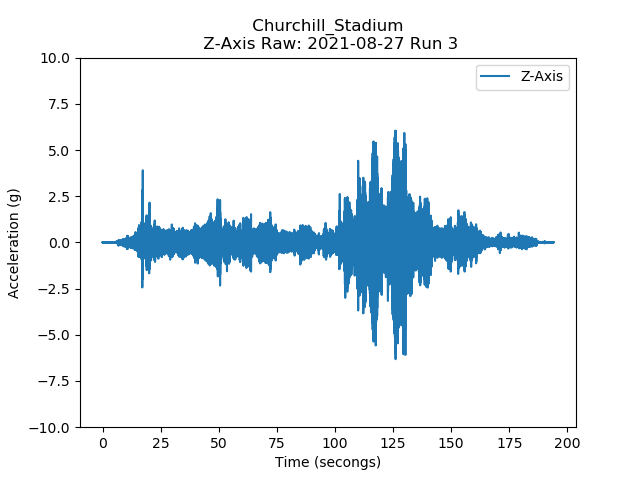 Churchill_Stadium
Z-Axis Raw: 2021-08-27 Run 3
Z-Axis
10.0
7.5
5.0
2.5
0.0
−2.5
−5.0
−7.5
−10.0
Acceleration (g)
0 25 50 75 100 125 150 175 200
Time (secongs)